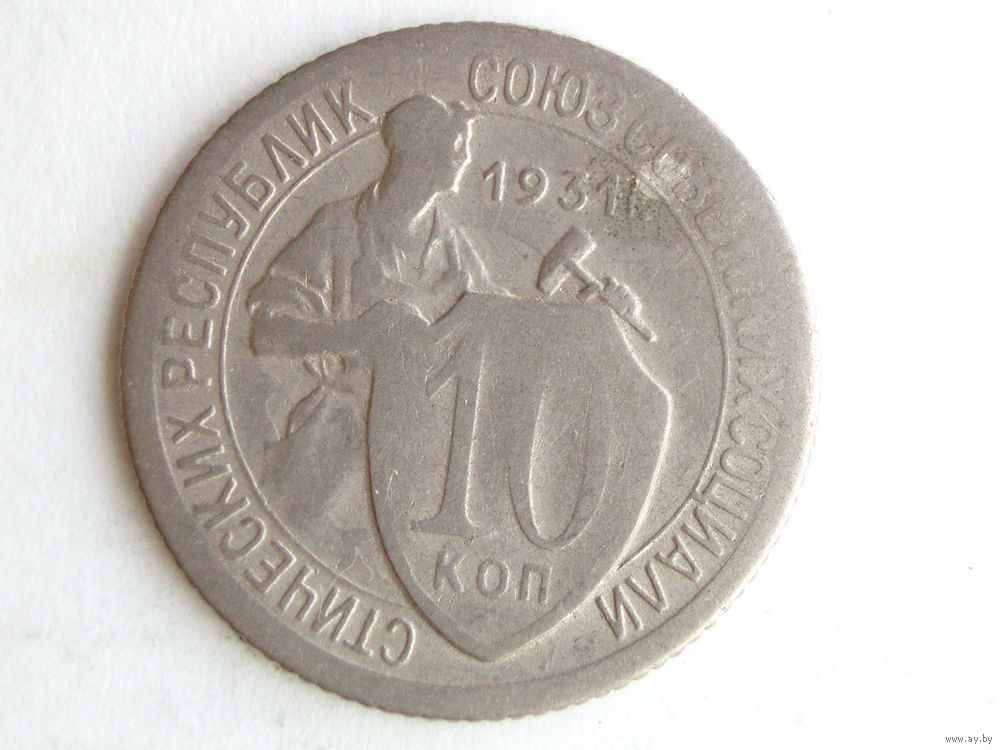 СОЮЗ СОВЕТСКИХ СОЦИАЛИСТИЧЕСКИХ РЕСПУБЛИК
1931
10
КОП
www.ay.by